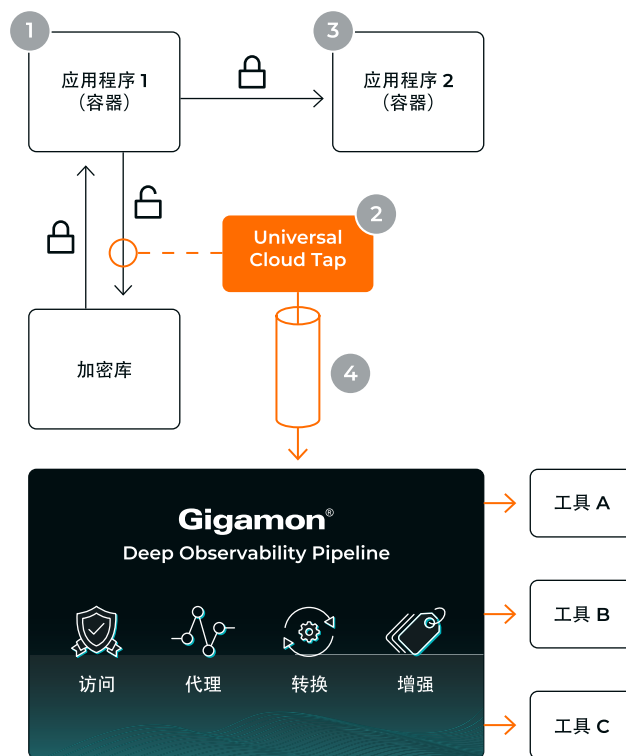 1
应用程序 1
（容器）
3
应用程序 2
（容器）
2
Universal
Cloud Tap
加密库
4
Gigamon®
Deep Observability Pipeline
访问
代理
转换
增强
工具 A
工具 B
工具 C